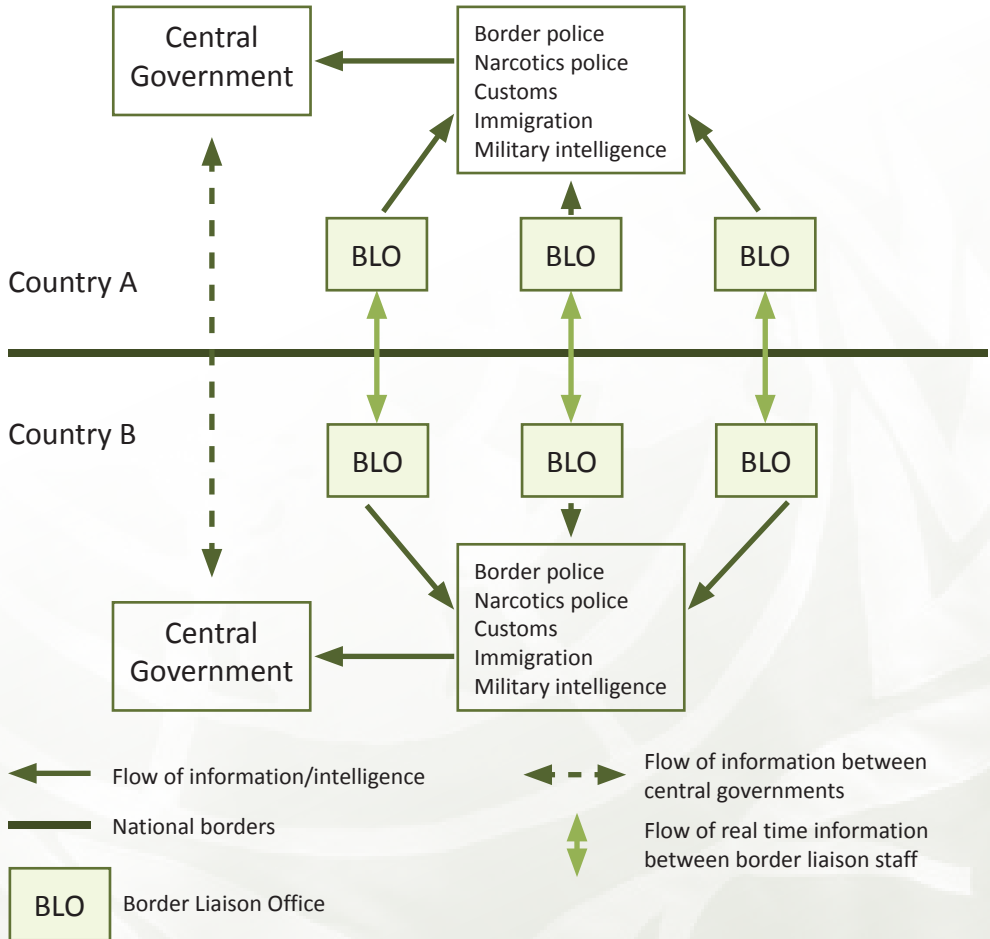 Central
Government
Border police
Narcotics police
Customs
Immigration
Military intelligence
BLO
BLO
BLO
Country A
Country B
BLO
BLO
BLO
Border police
Narcotics police
Customs
Immigration
Military intelligence
Central
Government
Flow of information/intelligence
National borders
BLO
Border Liaison Office
Flow of information between
central governments
Flow of real time information
between border liaison staff